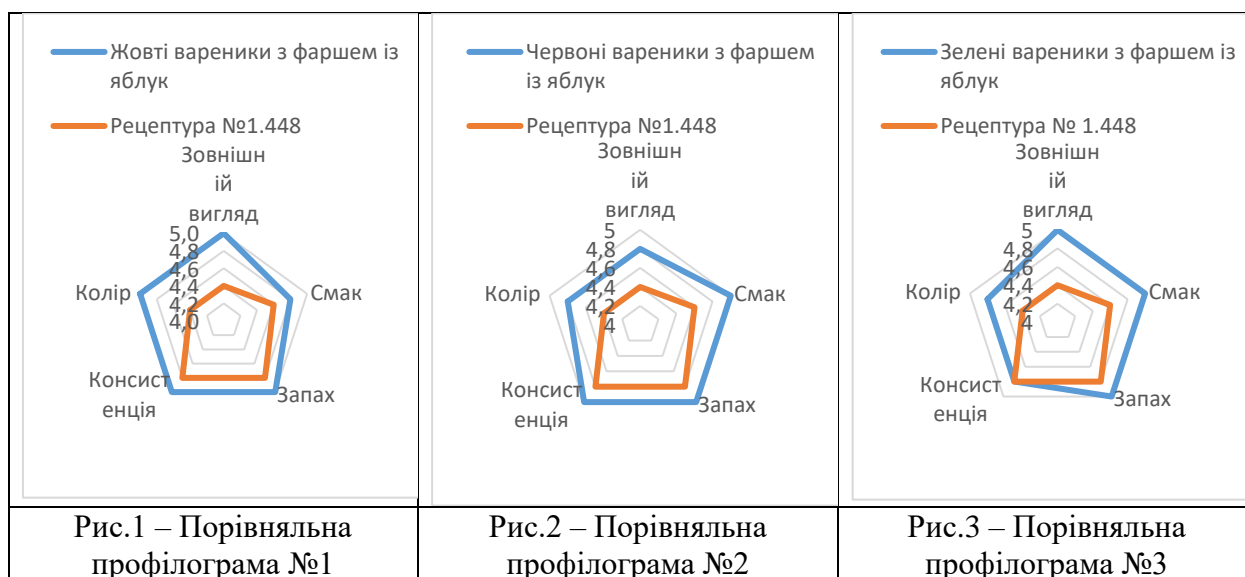 Жовті вареники з фаршем із
яблук
Рецептура №1.448
Зовнішн
ій
вигляд
5,0
4,8
4,6
4,4
4,2
4,0
Колір
Смак
Консист
енція
Запах
Рис.1 – Порівняльна
профілограма №1
Червоні вареники з фаршем
із яблук
Рецептура №1.448
Зовнішн
ій
вигляд
5
4,8
4,6
4,4
4,2
4
Колір
Смак
Консист
енція
Запах
Рис.2 – Порівняльна
профілограма №2
Зелені вареники з фаршем із
яблук
Рецептура № 1.448
Зовнішн
ій
вигляд
5
4,8
4,6
4,4
4,2
4
Колір
Смак
Консист
енція
Запах
Рис.3 – Порівняльна
профілограма №3